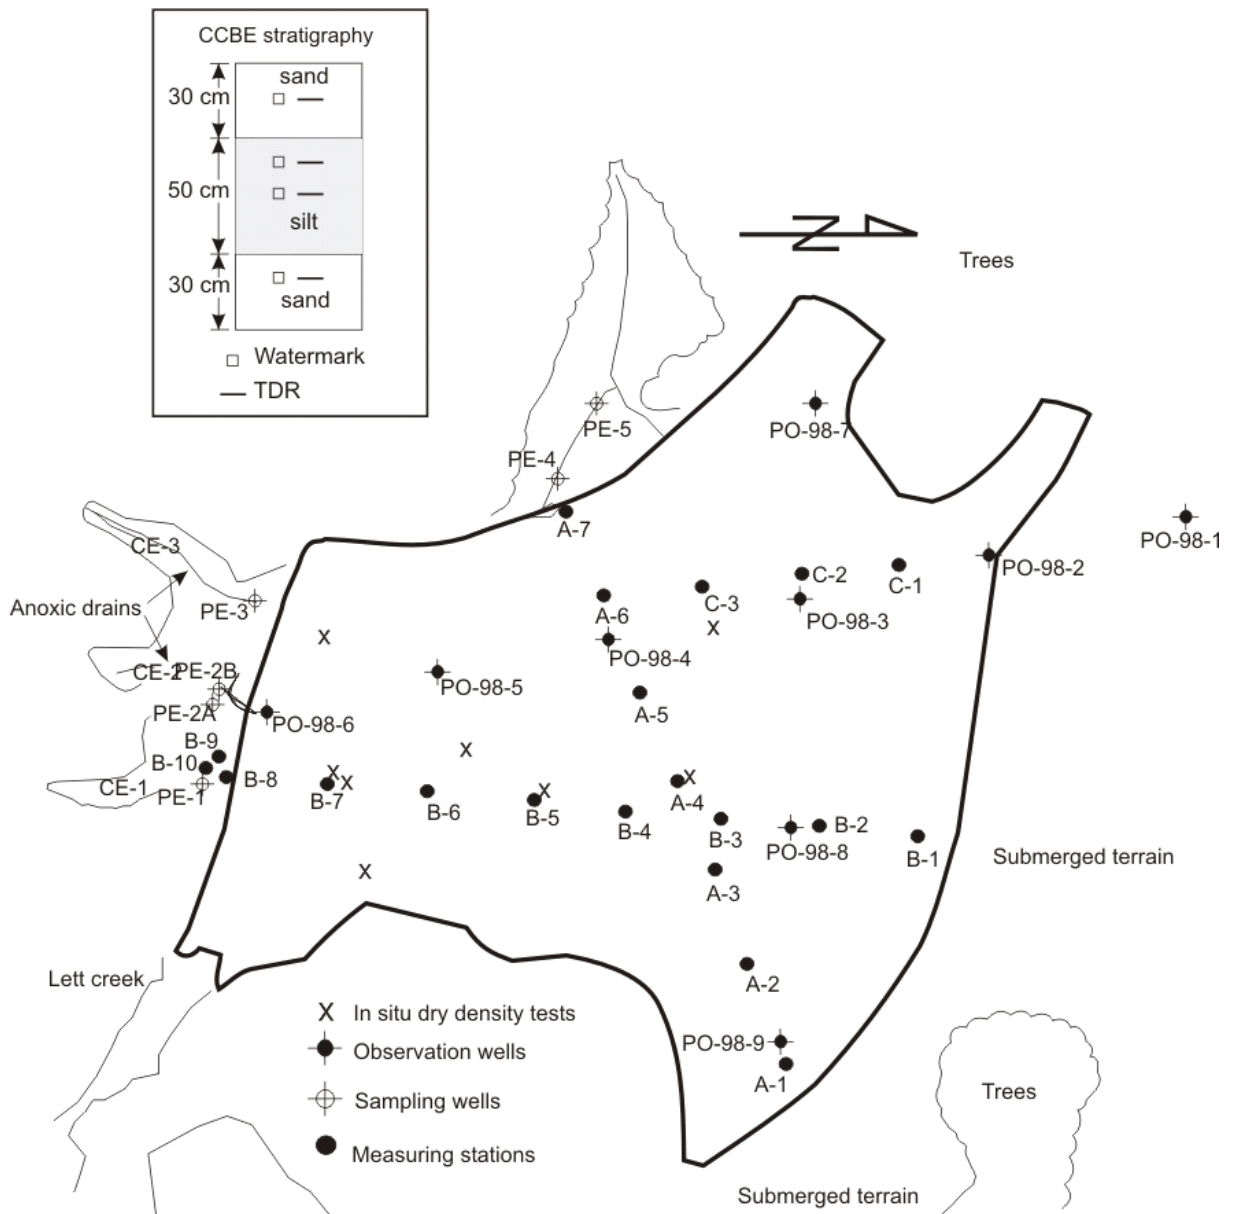 CCBE stratigraphy
sand
30 cm
50 cm
silt
30 cm
sand
Watermark
TDR
N
Trees
PO-98-7
PE-5
PE-4
A-7
PO-98-1
CE-3
PO-98-2
C-2
C-1
Anoxic drains
PE-3
A-6
C-3
PO-98-3
X
X
PO-98-4
CE-2
PE-2B
PO-98-5
PE-2A
PO-98-6
A-5
B-9
X
B-10
B-8
X
X
X
X
CE-1
PE-1
B-7
B-6
B-5
A-4
B-4
B-3
B-2
PO-98-8
B-1
Submerged terrain
X
A-3
Lett creek
A-2
X In situ dry density tests
PO-98-9
Observation wells
A-1
Trees
Sampling wells
Measuring stations
Submerged terrain